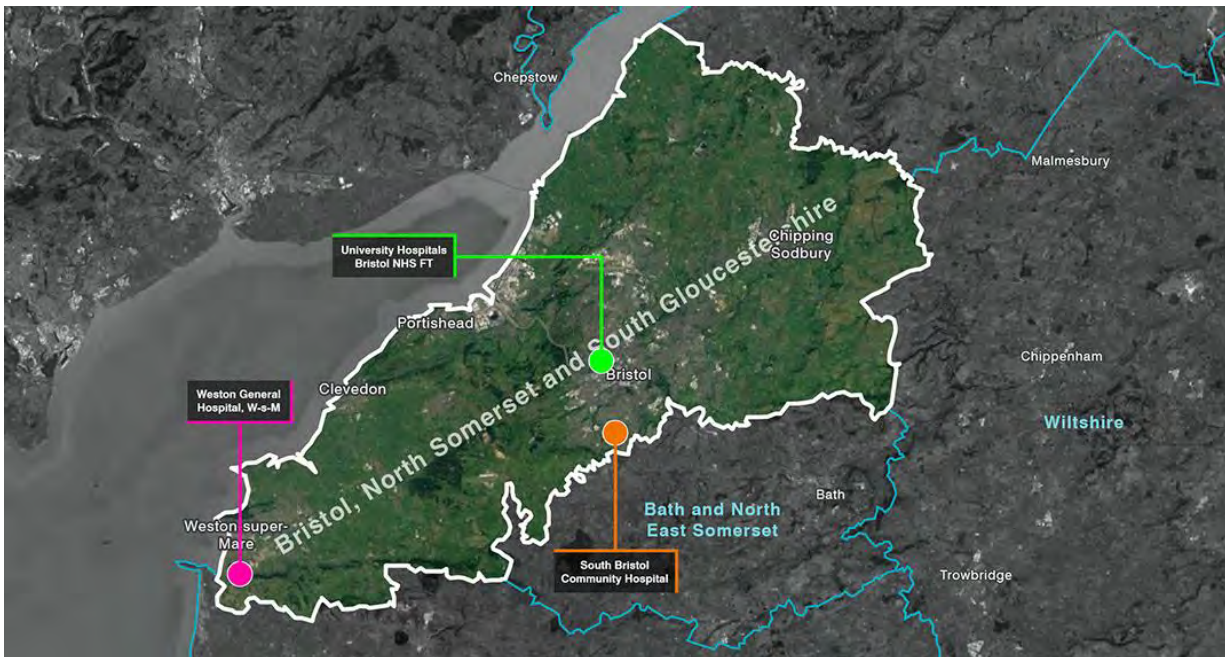 Chepstow
Malmesbury
University Hospitals
Bristol NHS FT
Chipping
Sodbury
Bristol, North Somerset and South Gloucestershire
Portishead
Chippenham
Bristol
Clevedon
Weston General
Hospital, W-s-M
Wiltshire
Bath
Bath and North
East Somerset
Weston-super-
Mare
South Bristol
Community Hospital
Trowbridge